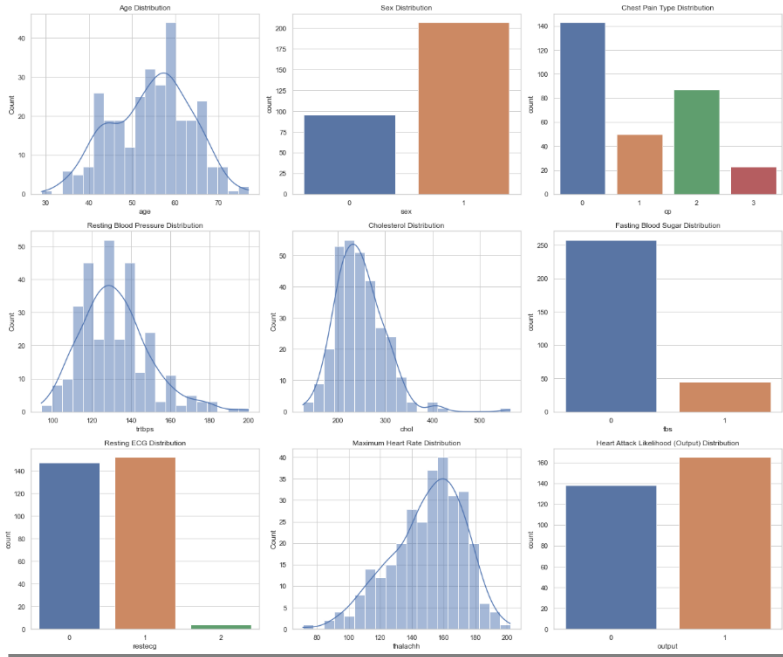 Age Distribution
Count
40
30
20
10
0
30 40 50 60 70
age
Sex Distribution
count
200
175
150
125
100
75
50
25
0
0 1
sex
Chest Pain Type Distribution
count
140
120
100
80
60
40
20
0
0 1 2 3
cp
Resting Blood Pressure Distribution
Count
50
40
30
20
10
0
100 120 140 160 180 200
trtbps
Cholesterol Distribution
Count
50
40
30
20
10
0
200 300 400 500
chol
Fasting Blood Sugar Distribution
count
250
200
150
100
50
0
0 1
fbs
Resting ECG Distribution
count
140
120
100
80
60
40
20
0
0 1 2
restecg
Maximum Heart Rate Distribution
Count
40
35
30
25
20
15
10
5
0
80 100 120 140 160 180 200
thalachh
Heart Attack Likelihood (Output) Distribution
count
160
140
120
100
80
60
40
20
0
0 1
output